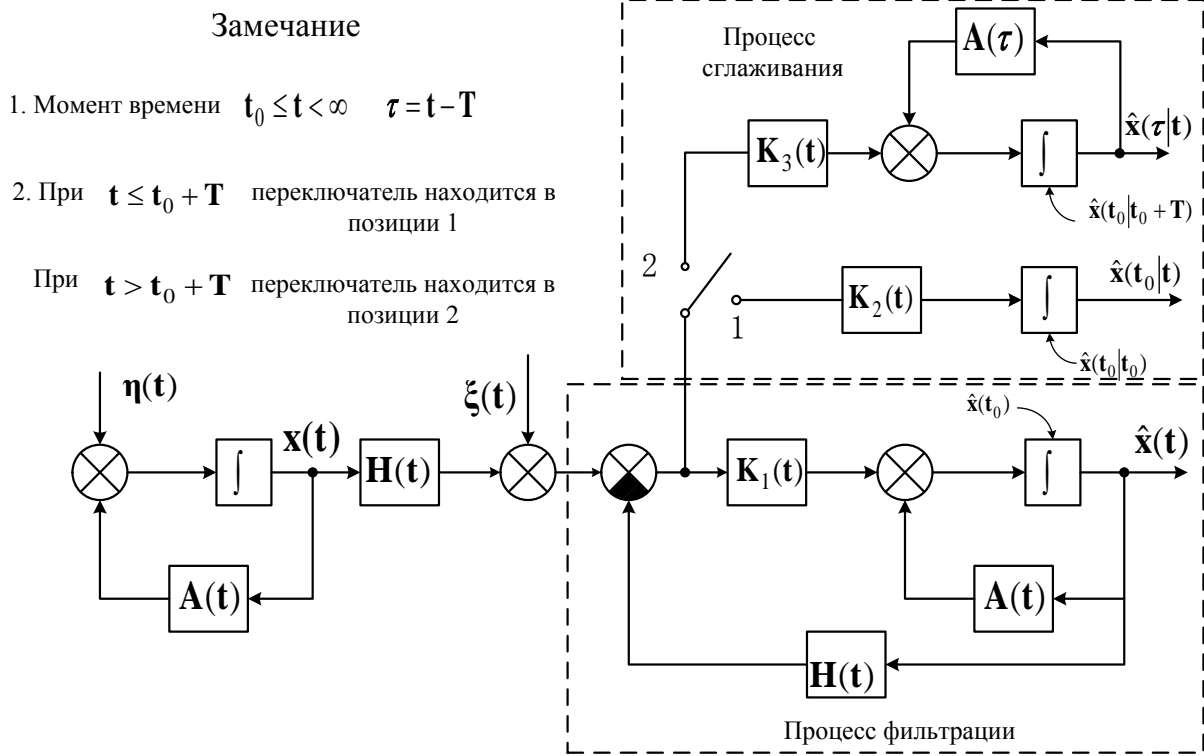 Замечание
1. Момент времени t₀ ≤ t < ∞ τ = t − T
2. При t ≤ t₀ + T переключатель находится в
позиции 1
При t > t₀ + T переключатель находится в
позиции 2
Процесс
сглаживания
A(τ)
K₃(t)
∫
x̂(τ|t)
x̂(t₀|t₀ + T)
2
1
K₂(t)
∫
x̂(t₀|t)
x̂(t₀|t₀)
η(t)
∫
x(t)
H(t)
ξ(t)
A(t)
K₁(t)
x̂(t₀)
∫
x̂(t)
A(t)
H(t)
Процесс фильтрации